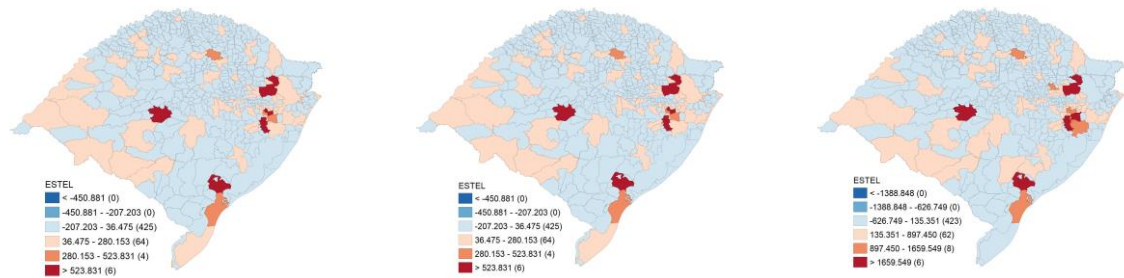 ESTEL
< -450.881 (0)
-450.881 - -207.203 (0)
-207.203 - 36.475 (425)
36.475 - 280.153 (64)
280.153 - 523.831 (4)
> 523.831 (6)
ESTEL
< -450.881 (0)
-450.881 - -207.203 (0)
-207.203 - 36.475 (425)
36.475 - 280.153 (64)
280.153 - 523.831 (4)
> 523.831 (6)
ESTEL
< -1388.848 (0)
-1388.848 - -626.749 (0)
-626.749 - 135.351 (423)
135.351 - 897.450 (62)
897.450 - 1659.549 (8)
> 1659.549 (6)